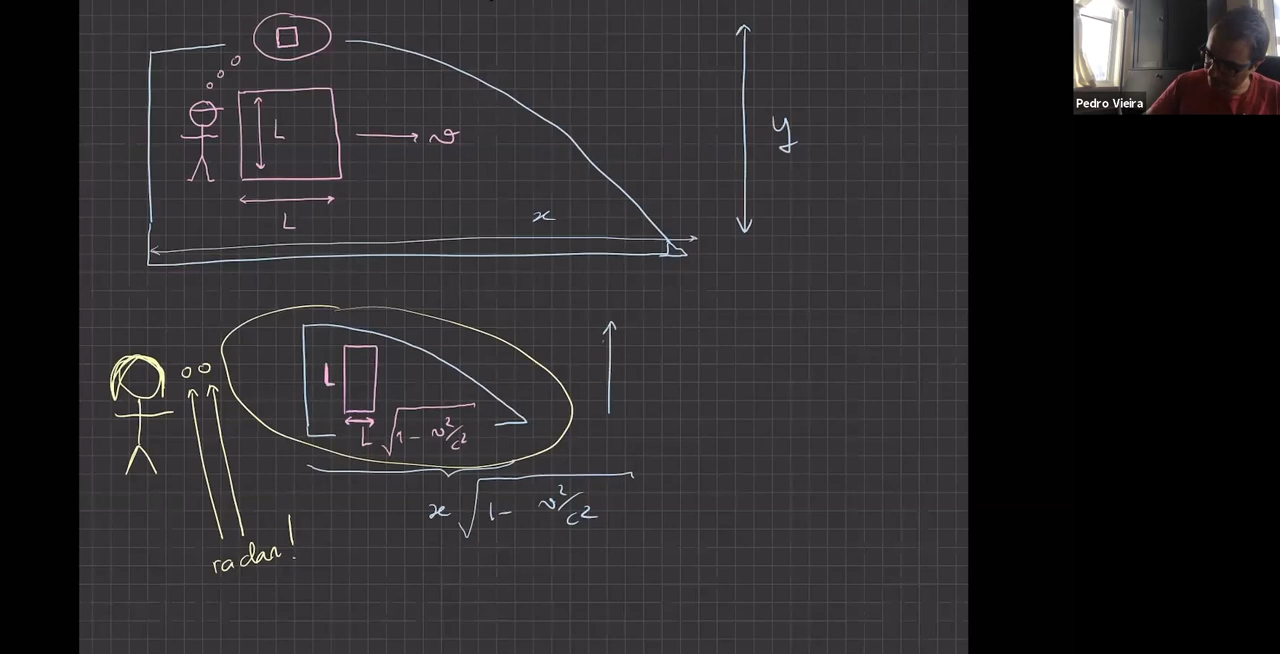 Pedro Vieira
L
v
y
L
x
L
L √(1 - v²/c²)
x √(1 - v²/c²)
radar!